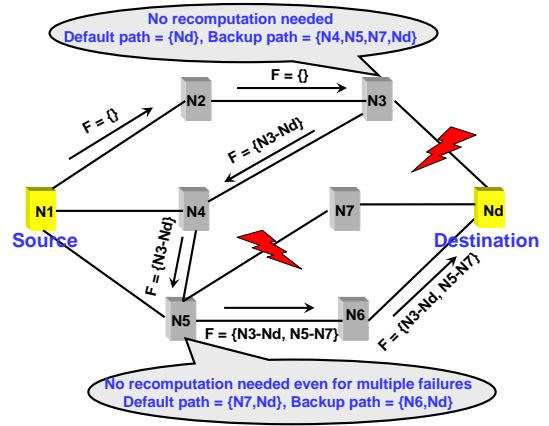 No recomputation needed
Default path = {Nd}, Backup path = {N4,N5,N7,Nd}
F = {}
N2
N3
F = {}
F = {N3-Nd}
N1
N4
N7
Nd
Source
Destination
F = {N3-Nd}
N5
N6
F = {N3-Nd, N5-N7}
F = {N3-Nd, N5-N7}
No recomputation needed even for multiple failures
Default path = {N7,Nd}, Backup path = {N6,Nd}